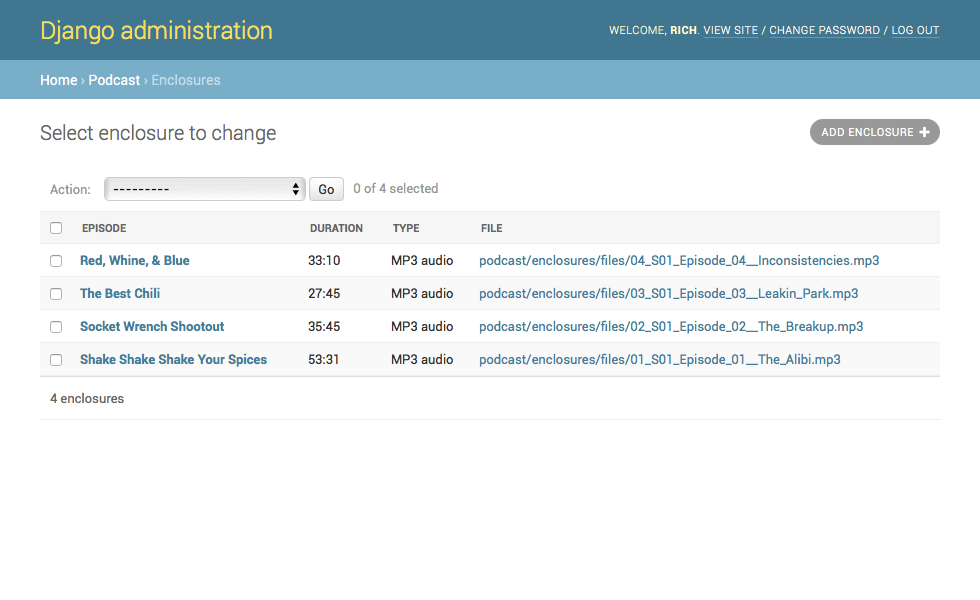 Django administration
WELCOME, RICH. VIEW SITE / CHANGE PASSWORD / LOG OUT
Home › Podcast › Enclosures
Select enclosure to change
ADD ENCLOSURE +
Action: --------- Go 0 of 4 selected
EPISODE DURATION TYPE FILE
Red, Whine, & Blue 33:10 MP3 audio podcast/enclosures/files/04_S01_Episode_04__Inconsistencies.mp3
The Best Chili 27:45 MP3 audio podcast/enclosures/files/03_S01_Episode_03__Leakin_Park.mp3
Socket Wrench Shootout 35:45 MP3 audio podcast/enclosures/files/02_S01_Episode_02__The_Breakup.mp3
Shake Shake Shake Your Spices 53:31 MP3 audio podcast/enclosures/files/01_S01_Episode_01__The_Alibi.mp3
4 enclosures